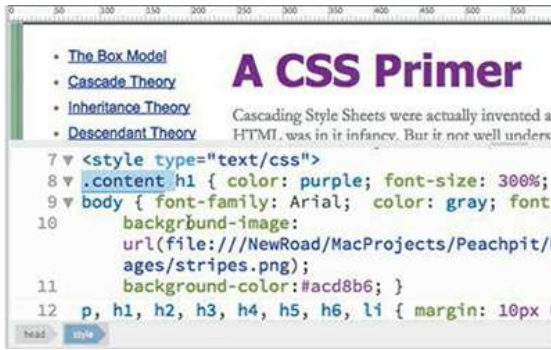 0 50 100 150 200 250 300 350 400 450 500 550
The Box Model
Cascade Theory
Inheritance Theory
Descendant Theory
A CSS Primer
Cascading Style Sheets were actually invented a
HTML was in it infancy. But it not well unders
7 <style type="text/css">
8 .content h1 { color: purple; font-size: 300%;
9 body { font-family: Arial; color: gray; font
10 background-image:
url(file:///NewRoad/MacProjects/Peachpit/
ages/stripes.png);
11 background-color:#acd8b6; }
12 p, h1, h2, h3, h4, h5, h6, li { margin: 10px
head style